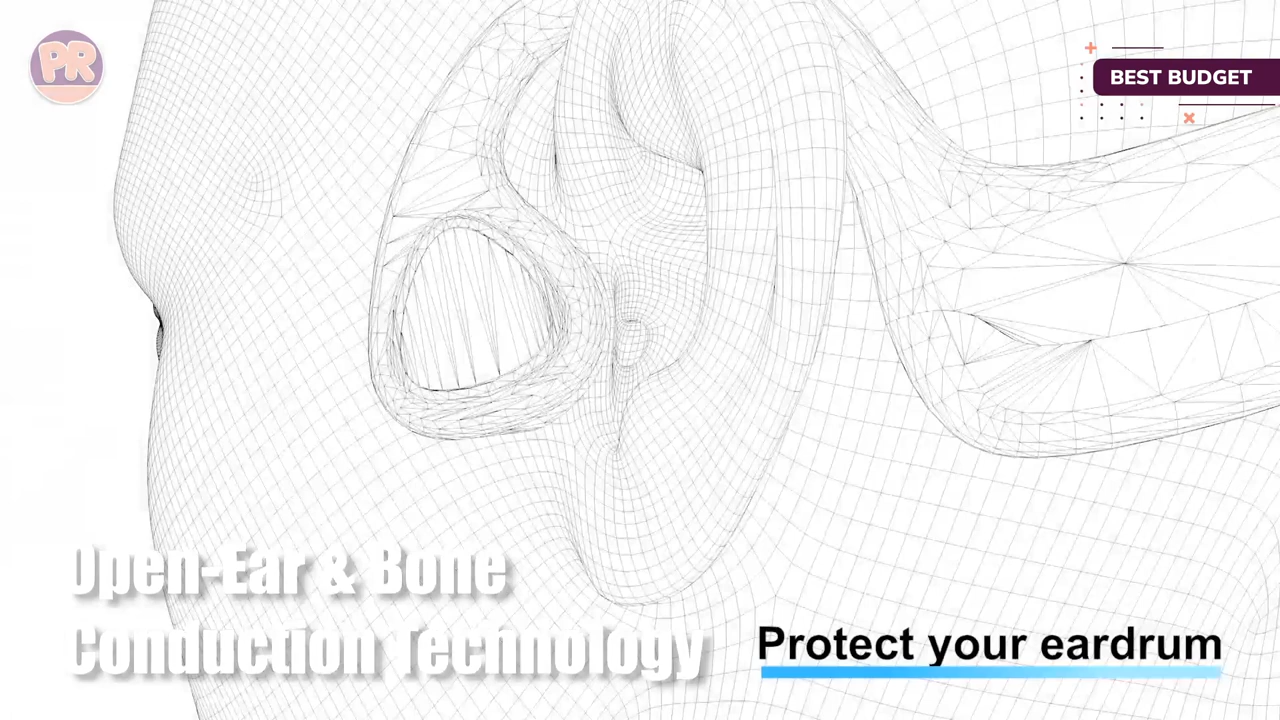 PR
BEST BUDGET
Open-Ear & Bone
Conduction Technology
Protect your eardrum